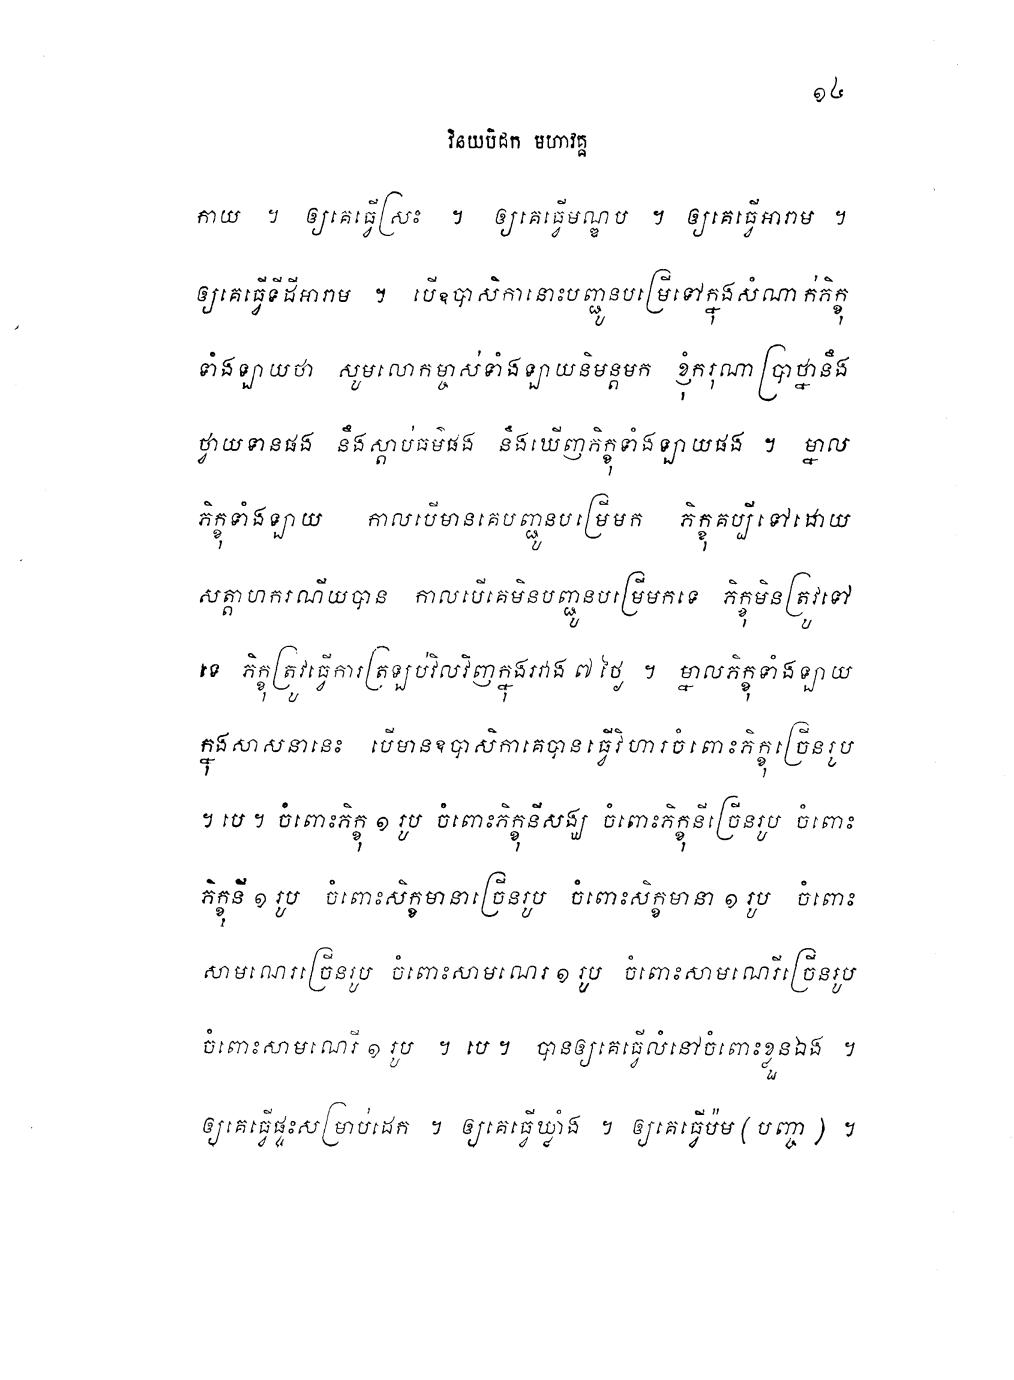 ១៤
វិនយបិដក មហាវគ្គ
កាយ ។ ឲ្យគេធ្វើស្រះ ។ ឲ្យគេធ្វើមណ្ឌប ។ ឲ្យគេធ្វើអារាម ។
ឲ្យគេធ្វើទីដីអារាម ។ បើឧបាសិកានោះបញ្ជូនបម្រើទៅក្នុងសំណាក់ភិក្ខុ
ទាំងឡាយថា សូមលោកម្ចាស់ទាំងឡាយនិមន្តមក ខ្ញុំករុណាប្រាថ្នានឹង
ថ្វាយទានផង នឹងស្តាប់ធម៌ផង នឹងឃើញភិក្ខុទាំងឡាយផង ។ ម្នាល
ភិក្ខុទាំងឡាយ កាលបើមានគេបញ្ជូនបម្រើមក ភិក្ខុគប្បីទៅដោយ
សត្តាហករណីយបាន កាលបើគេមិនបញ្ជូនបម្រើមកទេ ភិក្ខុមិនត្រូវទៅ
ទេ ភិក្ខុត្រូវធ្វើការត្រឡប់វិលវិញក្នុងរវាង ៧ ថ្ងៃ ។ ម្នាលភិក្ខុទាំងឡាយ
ក្នុងសាសនានេះ បើមានឧបាសិកាគេបានធ្វើវិហារចំពោះភិក្ខុច្រើនរូប
។ បេ ។ ចំពោះភិក្ខុ ១ រូប ចំពោះភិក្ខុនីសង្ឃ ចំពោះភិក្ខុនីច្រើនរូប ចំពោះ
ភិក្ខុនី ១ រូប ចំពោះសិក្ខមានាច្រើនរូប ចំពោះសិក្ខមានា ១ រូប ចំពោះ
សាមណេរច្រើនរូប ចំពោះសាមណេរ ១ រូប ចំពោះសាមណេរីច្រើនរូប
ចំពោះសាមណេរី ១ រូប ។ បេ ។ បានឲ្យគេធ្វើលំនៅចំពោះខ្លួនឯង ។
ឲ្យគេធ្វើផ្ទះសម្រាប់ដេក ។ ឲ្យគេធ្វើឃ្លាំង ។ ឲ្យគេធ្វើប៉ម ( បញ្ចា ) ។